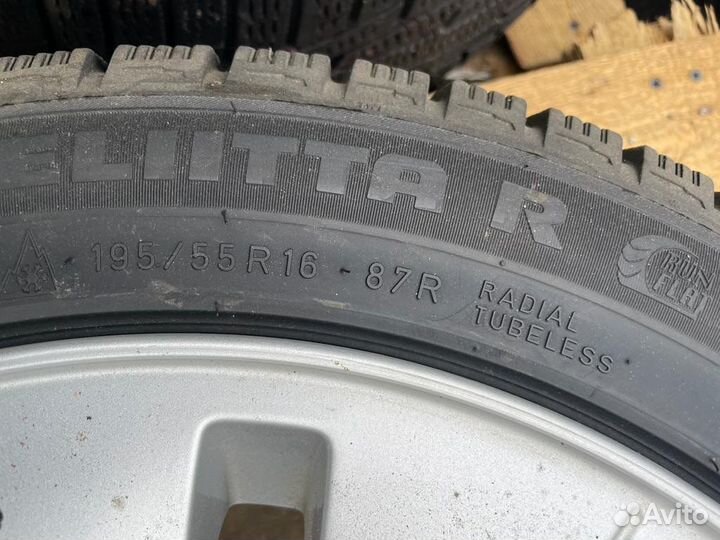 ELIITTA R
195/55R16 - 87R
RADIAL
TUBELESS
RUN
FLAT
Avito